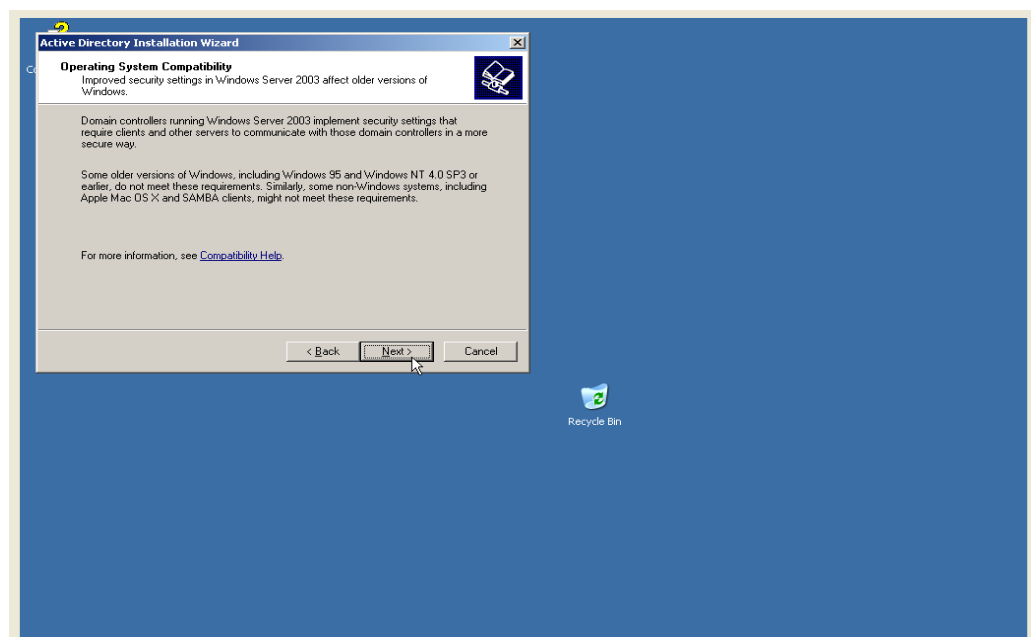 Active Directory Installation Wizard
Operating System Compatibility
Improved security settings in Windows Server 2003 affect older versions of
Windows.
Domain controllers running Windows Server 2003 implement security settings that
require clients and other servers to communicate with those domain controllers in a more
secure way.
Some older versions of Windows, including Windows 95 and Windows NT 4.0 SP3 or
earlier, do not meet these requirements. Similarly, some non-Windows systems, including
Apple Mac OS X and SAMBA clients, might not meet these requirements.
For more information, see Compatibility Help.
< Back Next > Cancel
Recycle Bin